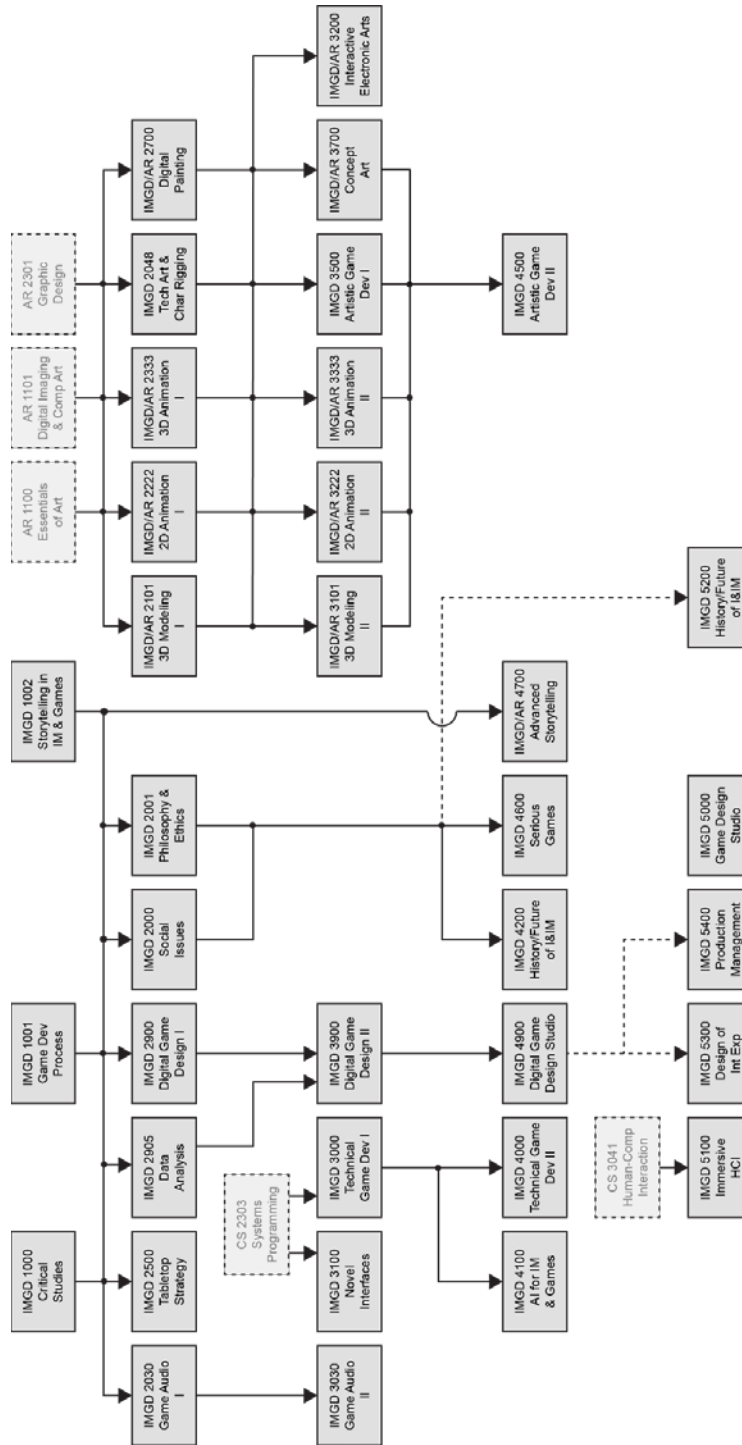 IMGD 1000
Critical
Studies
IMGD 1001
Game Dev
Process
IMGD 1002
Storytelling in
IM & Games
AR 1100
Essentials
of Art
AR 1101
Digital Imaging
& Comp Art
AR 2301
Graphic
Design
IMGD 2030
Game Audio
I
IMGD 2500
Tabletop
Strategy
IMGD 2905
Data
Analysis
IMGD 2900
Digital Game
Design I
IMGD 2000
Social
Issues
IMGD 2001
Philosophy &
Ethics
IMGD/AR 2101
3D Modeling
I
IMGD/AR 2222
2D Animation
I
IMGD/AR 2333
3D Animation
I
IMGD 2048
Tech Art &
Char Rigging
IMGD/AR 2700
Digital
Painting
CS 2303
Systems
Programming
IMGD 3030
Game Audio
II
IMGD 3100
Novel
Interfaces
IMGD 3000
Technical
Game Dev I
IMGD 3900
Digital Game
Design II
IMGD/AR 3101
3D Modeling
II
IMGD/AR 3222
2D Animation
II
IMGD/AR 3333
3D Animation
II
IMGD 3500
Artistic Game
Dev I
IMGD/AR 3700
Concept
Art
IMGD/AR 3200
Interactive
Electronic Arts
IMGD 4100
AI for IM
& Games
IMGD 4000
Technical Game
Dev II
IMGD 4900
Digital Game
Design Studio
IMGD 4200
History/Future
of I&IM
IMGD 4600
Serious
Games
IMGD/AR 4700
Advanced
Storytelling
IMGD 4500
Artistic Game
Dev II
CS 3041
Human-Comp
Interaction
IMGD 5100
Immersive
HCI
IMGD 5300
Design of
Int Exp
IMGD 5400
Production
Management
IMGD 5000
Game Design
Studio
IMGD 5200
History/Future
of I&IM